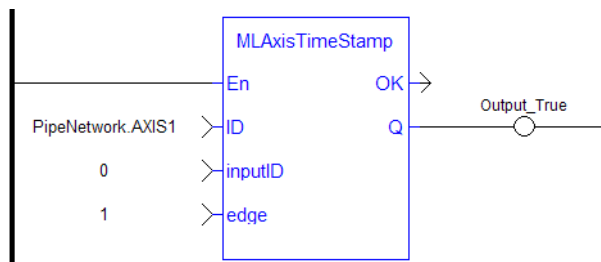 MLAxisTimeStamp
En
OK
Output_True
PipeNetwork.AXIS1
ID
Q
0
inputID
1
edge